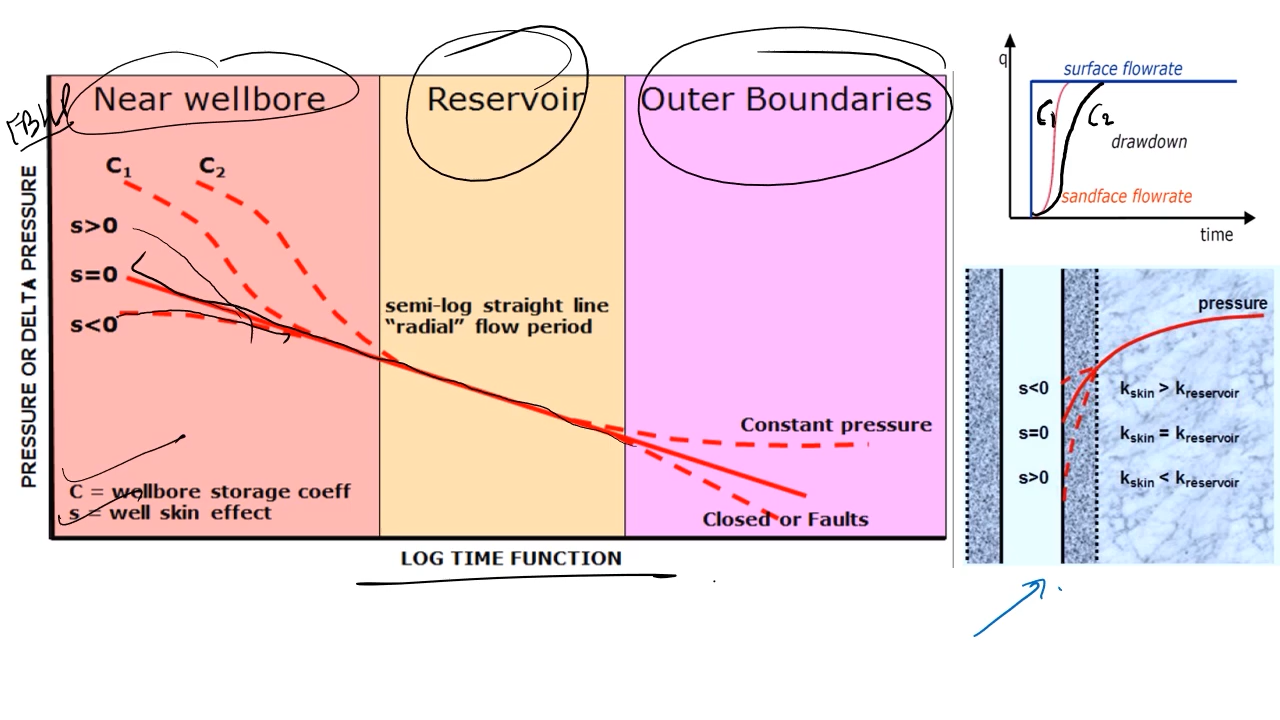 Near wellbore
Reservoir
Outer Boundaries
FBHP
PRESSURE OR DELTA PRESSURE
C₁
C₂
s>0
s=0
s<0
semi-log straight line
“radial” flow period
Constant pressure
Closed or Faults
C = wellbore storage coeff
s = well skin effect
LOG TIME FUNCTION
q
surface flowrate
C₁
C₂
drawdown
sandface flowrate
time
pressure
s<0 kskin > kreservoir
s=0 kskin = kreservoir
s>0 kskin < kreservoir